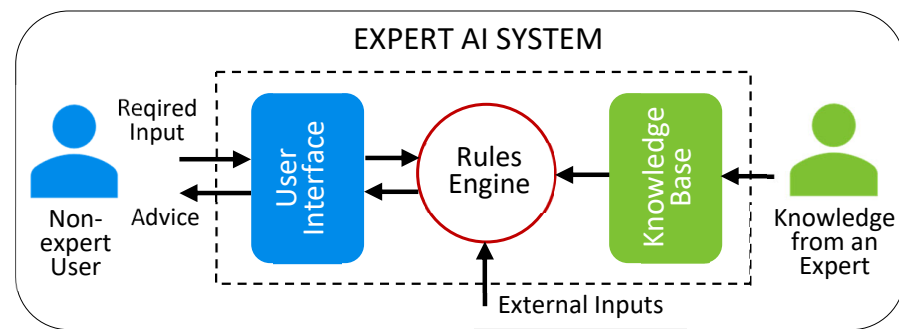 EXPERT AI SYSTEM
Reqired
Input
Advice
Non-
expert
User
User
Interface
Rules
Engine
Knowledge
Base
Knowledge
from an
Expert
External Inputs